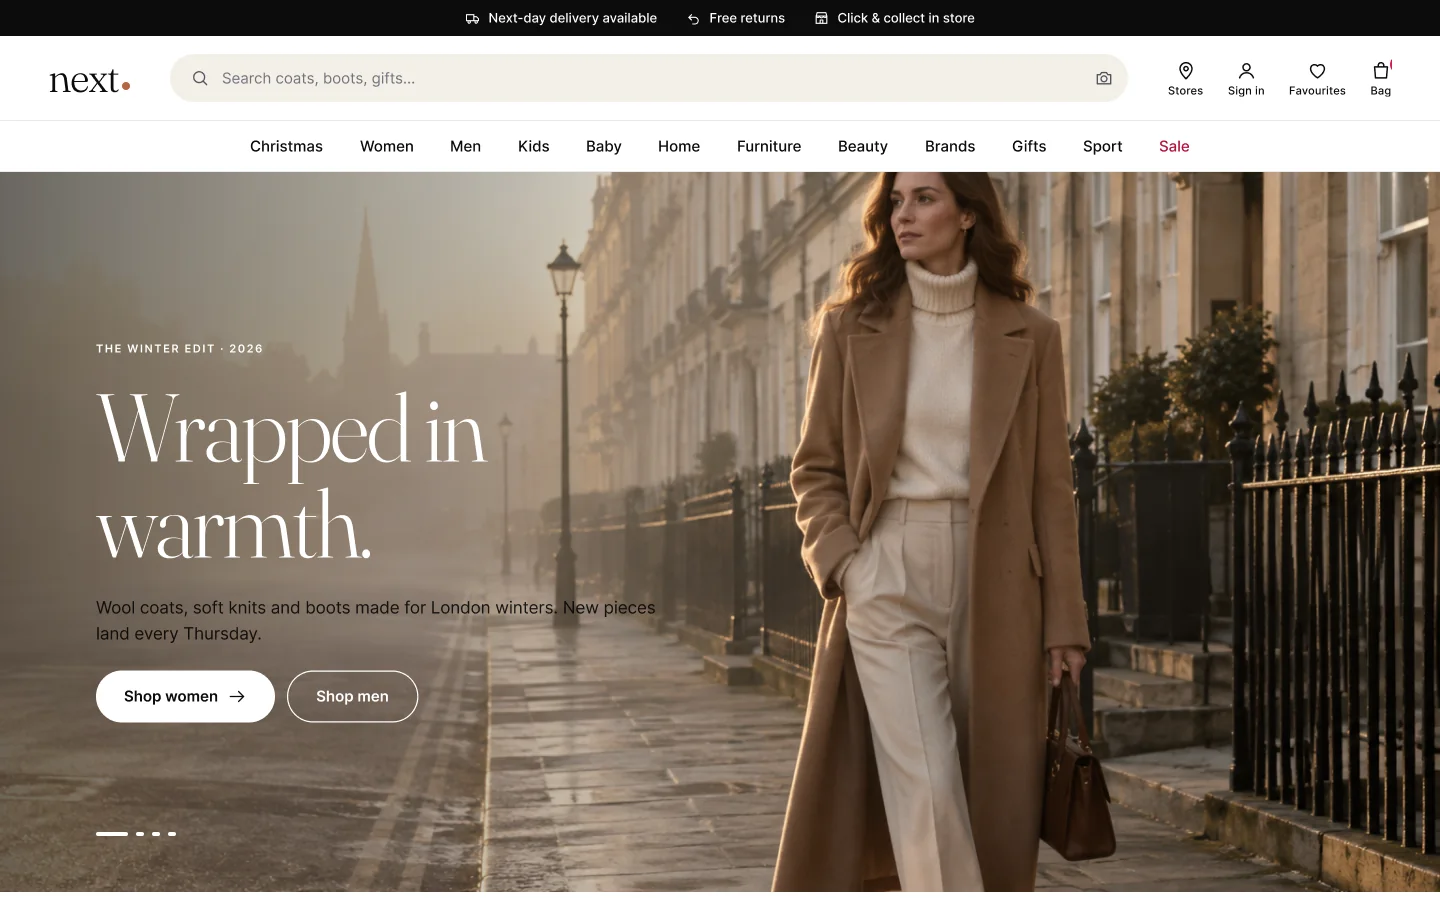 Next-day delivery available
Free returns
Click & collect in store
next.
Search coats, boots, gifts...
Stores
Sign in
Favourites
Bag
Christmas
Women
Men
Kids
Baby
Home
Furniture
Beauty
Brands
Gifts
Sport
Sale
THE WINTER EDIT · 2026
Wrapped in
warmth.
Wool coats, soft knits and boots made for London winters. New pieces
land every Thursday.
Shop women
Shop men